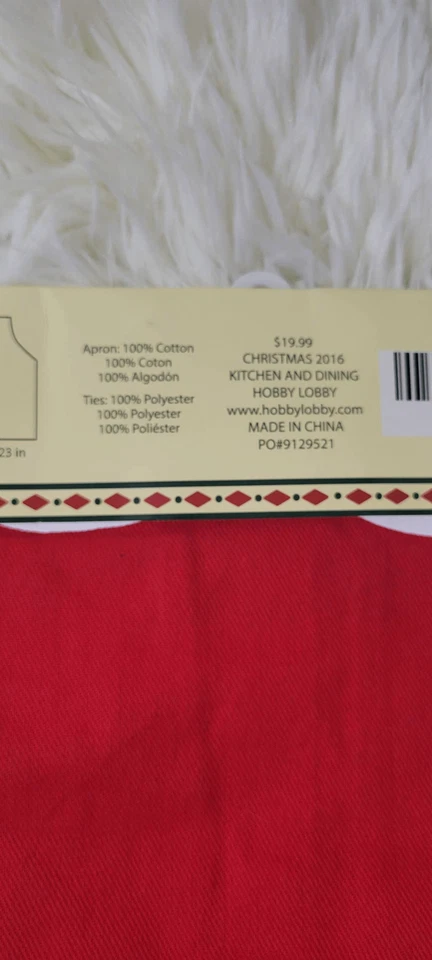 Apron: 100% Cotton
100% Coton
100% Algodón
Ties: 100% Polyester
100% Polyester
100% Poliéster
23 in
$19.99
CHRISTMAS 2016
KITCHEN AND DINING
HOBBY LOBBY
www.hobbylobby.com
MADE IN CHINA
PO#9129521